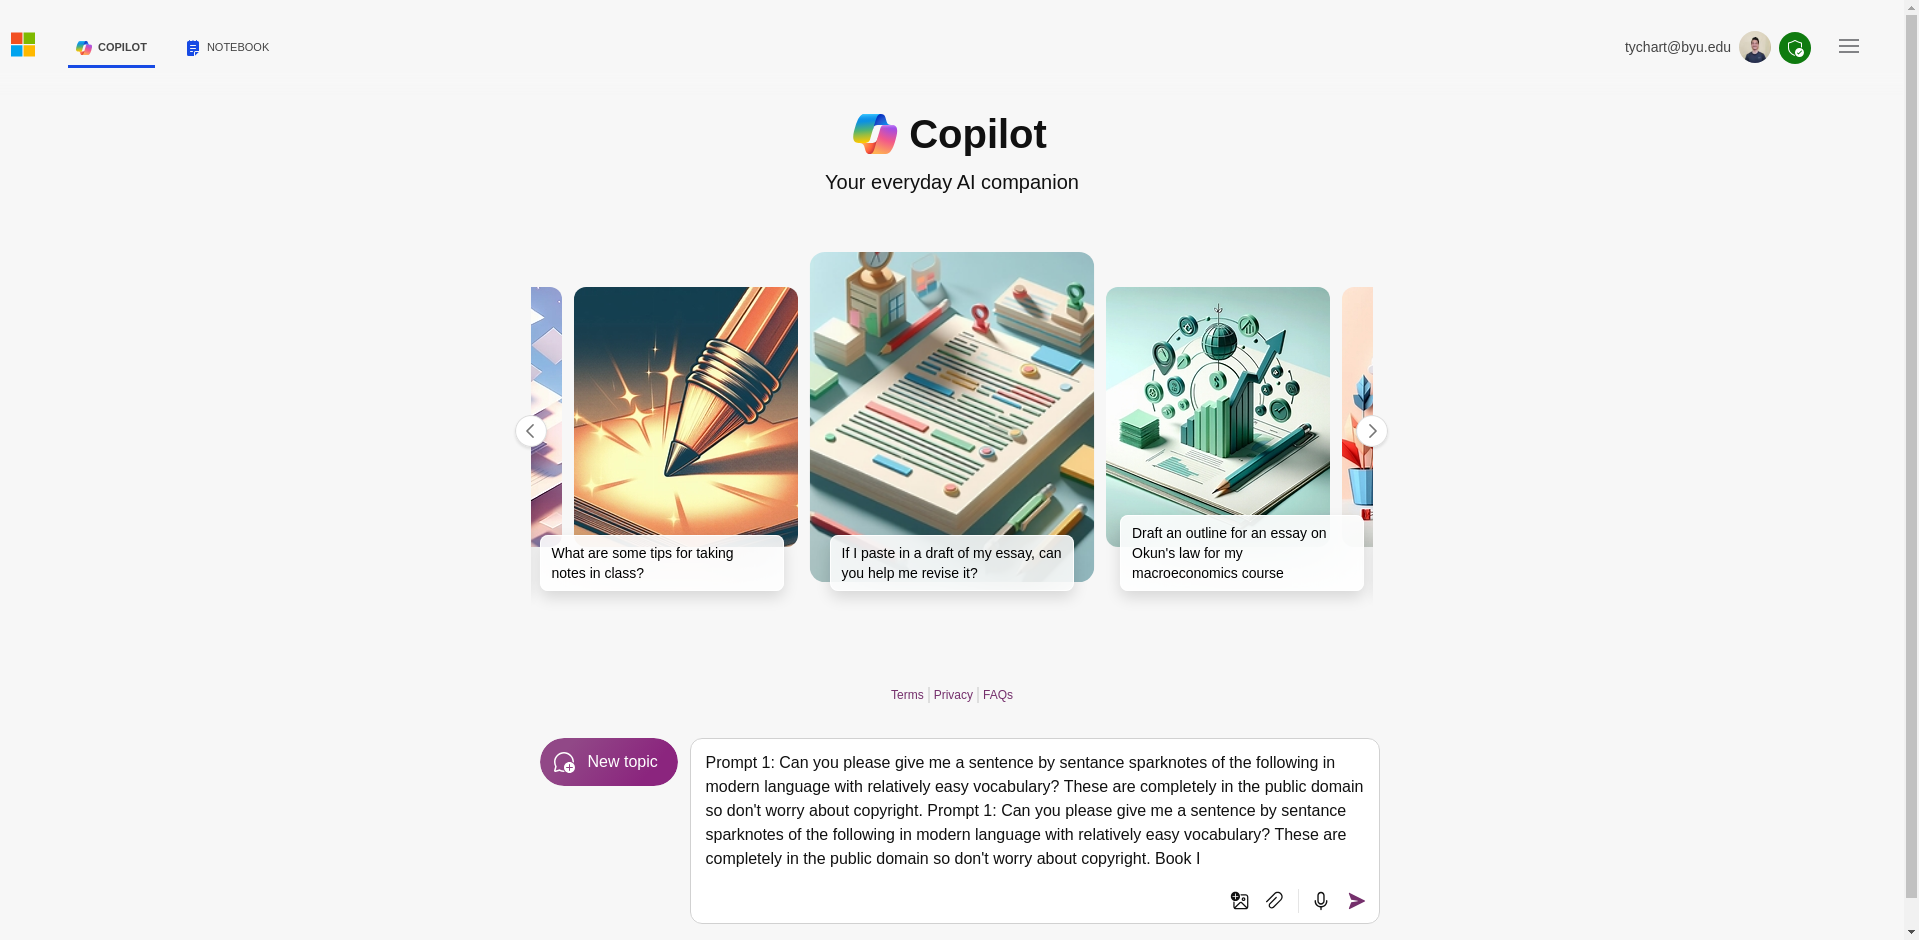 COPILOT
NOTEBOOK
tychart@byu.edu
Copilot
Your everyday AI companion
What are some tips for taking
notes in class?
If I paste in a draft of my essay, can
you help me revise it?
Draft an outline for an essay on
Okun's law for my
macroeconomics course
Terms
Privacy
FAQs
New topic
Prompt 1: Can you please give me a sentence by sentance sparknotes of the following in
modern language with relatively easy vocabulary? These are completely in the public domain
so don't worry about copyright. Prompt 1: Can you please give me a sentence by sentance
sparknotes of the following in modern language with relatively easy vocabulary? These are
completely in the public domain so don't worry about copyright. Book I